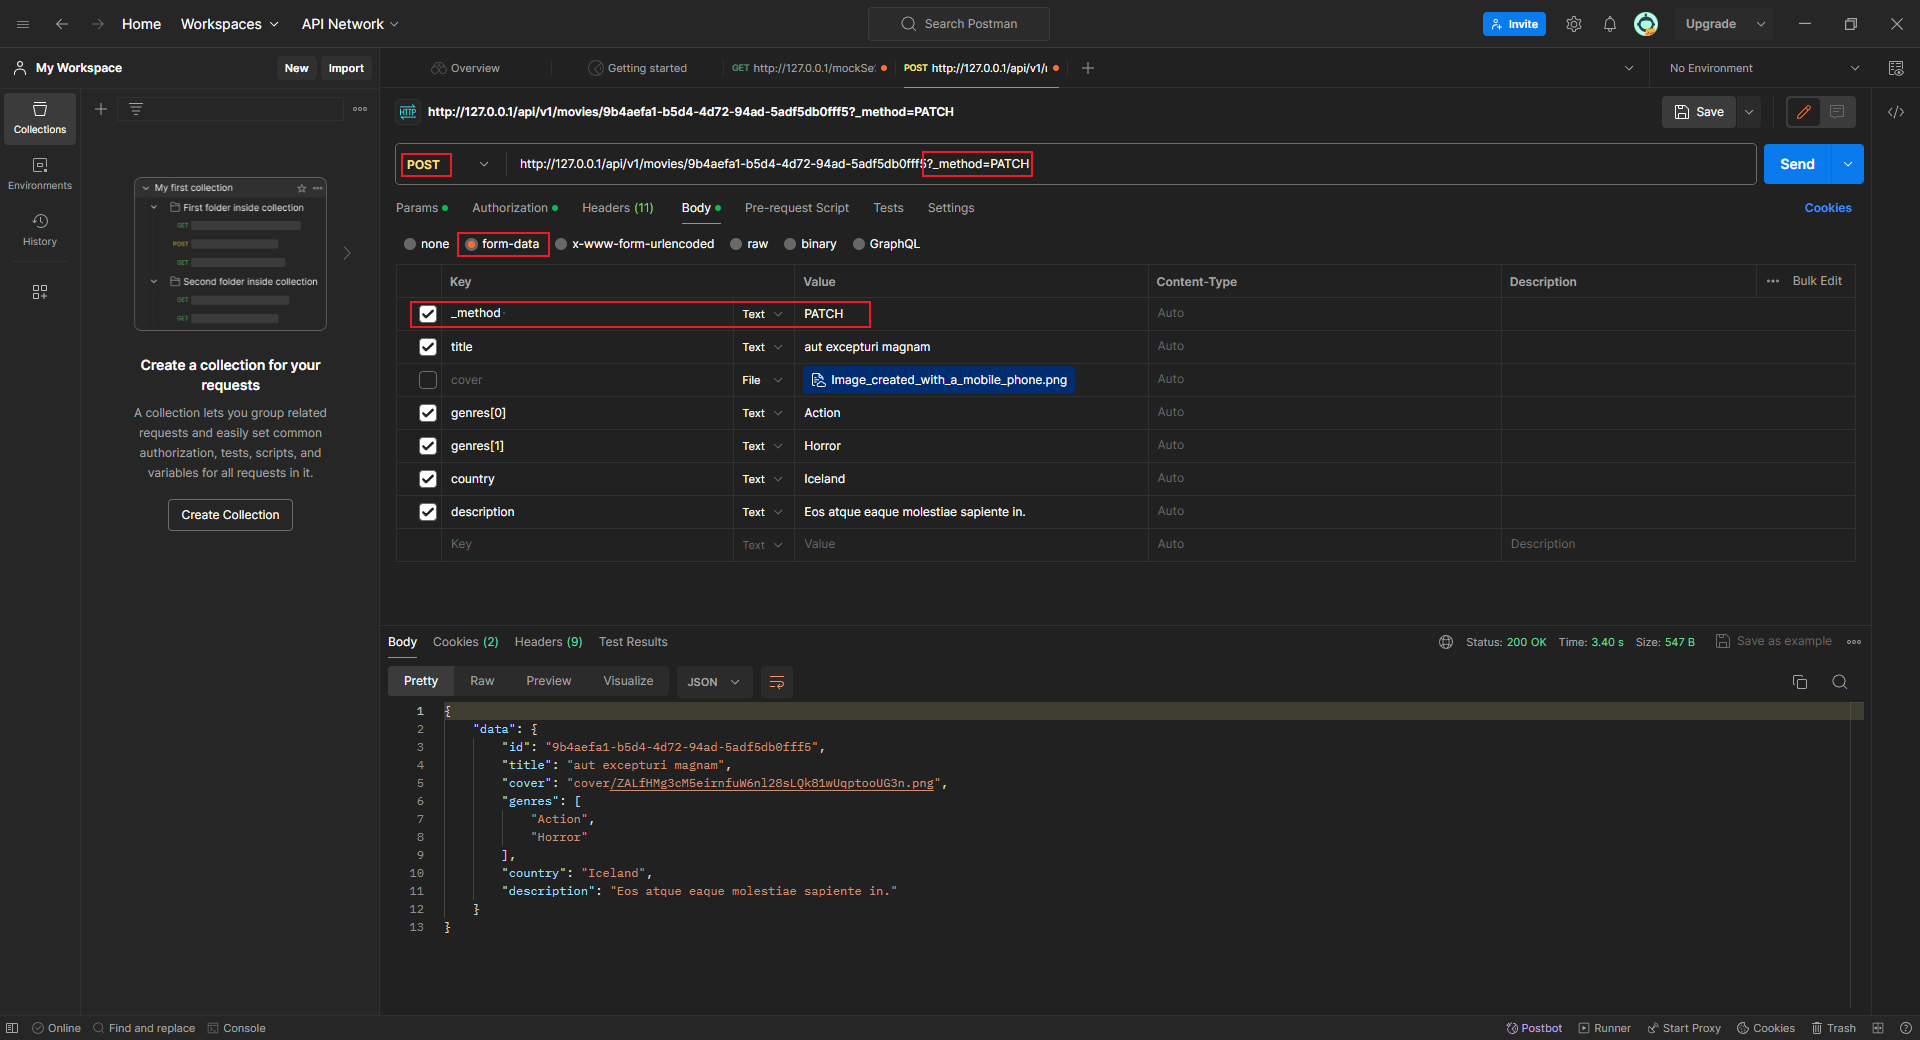 Home Workspaces API Network Search Postman Invite Upgrade
My Workspace New Import Overview Getting started GET http://127.0.0.1/mockSe POST http://127.0.0.1/api/v1/ No Environment
Collections
Environments
History
My first collection
First folder inside collection
GET
POST
GET
Second folder inside collection
GET
GET
Create a collection for your
requests
A collection lets you group related
requests and easily set common
authorization, tests, scripts, and
variables for all requests in it.
Create Collection
HTTP http://127.0.0.1/api/v1/movies/9b4aefa1-b5d4-4d72-94ad-5adf5db0fff5?_method=PATCH Save
POST http://127.0.0.1/api/v1/movies/9b4aefa1-b5d4-4d72-94ad-5adf5db0fff5?_method=PATCH Send
Params Authorization Headers (11) Body Pre-request Script Tests Settings Cookies
none form-data x-www-form-urlencoded raw binary GraphQL
Key Value Content-Type Description Bulk Edit
_method Text PATCH Auto
title Text aut excepturi magnam Auto
cover File Image_created_with_a_mobile_phone.png Auto
genres[0] Text Action Auto
genres[1] Text Horror Auto
country Text Iceland Auto
description Text Eos atque eaque molestiae sapiente in. Auto
Key Text Value Auto Description
Body Cookies (2) Headers (9) Test Results Status: 200 OK Time: 3.40 s Size: 547 B Save as example
Pretty Raw Preview Visualize JSON
1 {
2 "data": {
3 "id": "9b4aefa1-b5d4-4d72-94ad-5adf5db0fff5",
4 "title": "aut excepturi magnam",
5 "cover": "cover/ZALfHMg3cM5eirnfuW6nl28sLQk81wUqptooUG3n.png",
6 "genres": [
7 "Action",
8 "Horror"
9 ],
10 "country": "Iceland",
11 "description": "Eos atque eaque molestiae sapiente in."
12 }
13 }
Online Find and replace Console Postbot Runner Start Proxy Cookies Trash